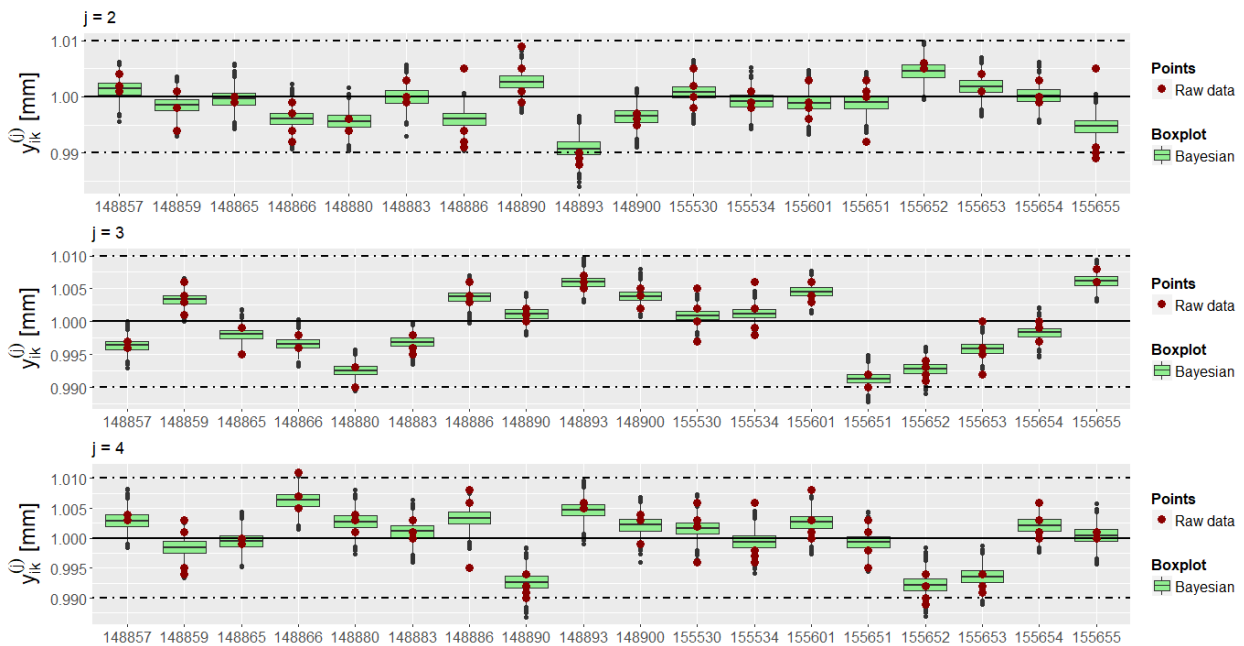 j = 2
y_ik^(j) [mm]
1.01
1.00
0.99
148857 148859 148865 148866 148880 148883 148886 148890 148893 148900 155530 155534 155601 155651 155652 155653 155654 155655
Points
Raw data
Boxplot
Bayesian
j = 3
y_ik^(j) [mm]
1.010
1.005
1.000
0.995
0.990
148857 148859 148865 148866 148880 148883 148886 148890 148893 148900 155530 155534 155601 155651 155652 155653 155654 155655
Points
Raw data
Boxplot
Bayesian
j = 4
y_ik^(j) [mm]
1.010
1.005
1.000
0.995
0.990
148857 148859 148865 148866 148880 148883 148886 148890 148893 148900 155530 155534 155601 155651 155652 155653 155654 155655
Points
Raw data
Boxplot
Bayesian